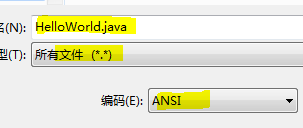 名(N): HelloWorld.java
型(T): 所有文件 (*.*)
编码(E): ANSI